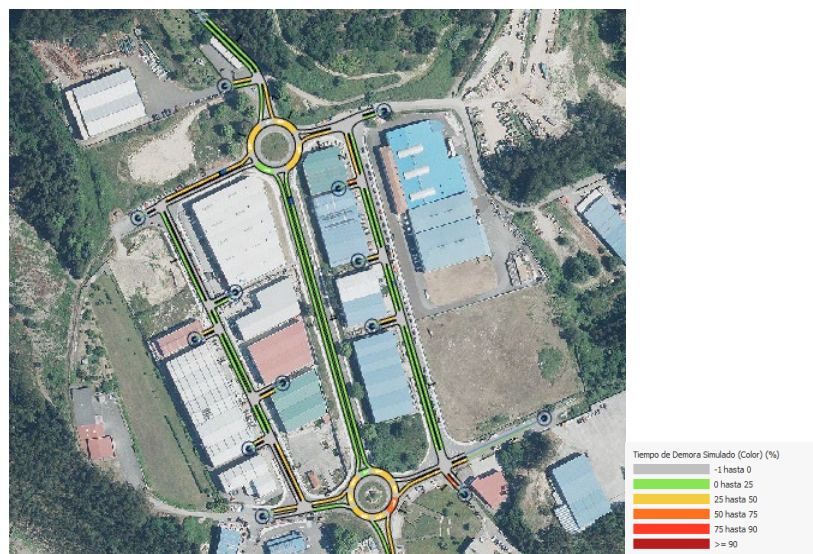 Tiempo de Demora Simulado (Color) (%)
-1 hasta 0
0 hasta 25
25 hasta 50
50 hasta 75
75 hasta 90
>= 90